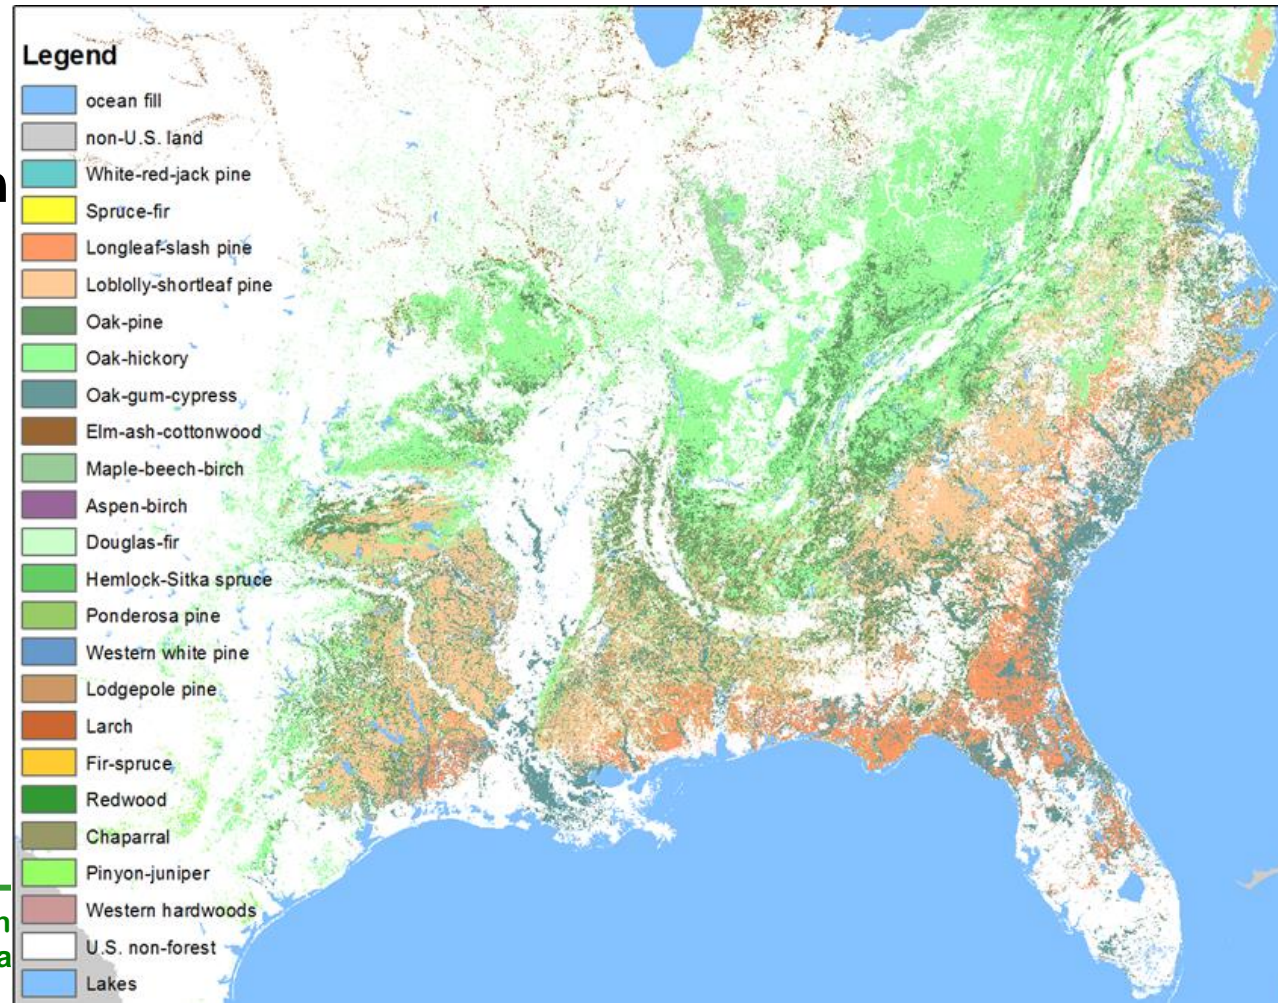 Legend
ocean fill
non-U.S. land
White-red-jack pine
Spruce-fir
Longleaf-slash pine
Loblolly-shortleaf pine
Oak-pine
Oak-hickory
Oak-gum-cypress
Elm-ash-cottonwood
Maple-beech-birch
Aspen-birch
Douglas-fir
Hemlock-Sitka spruce
Ponderosa pine
Western white pine
Lodgepole pine
Larch
Fir-spruce
Redwood
Chaparral
Pinyon-juniper
Western hardwoods
U.S. non-forest
Lakes